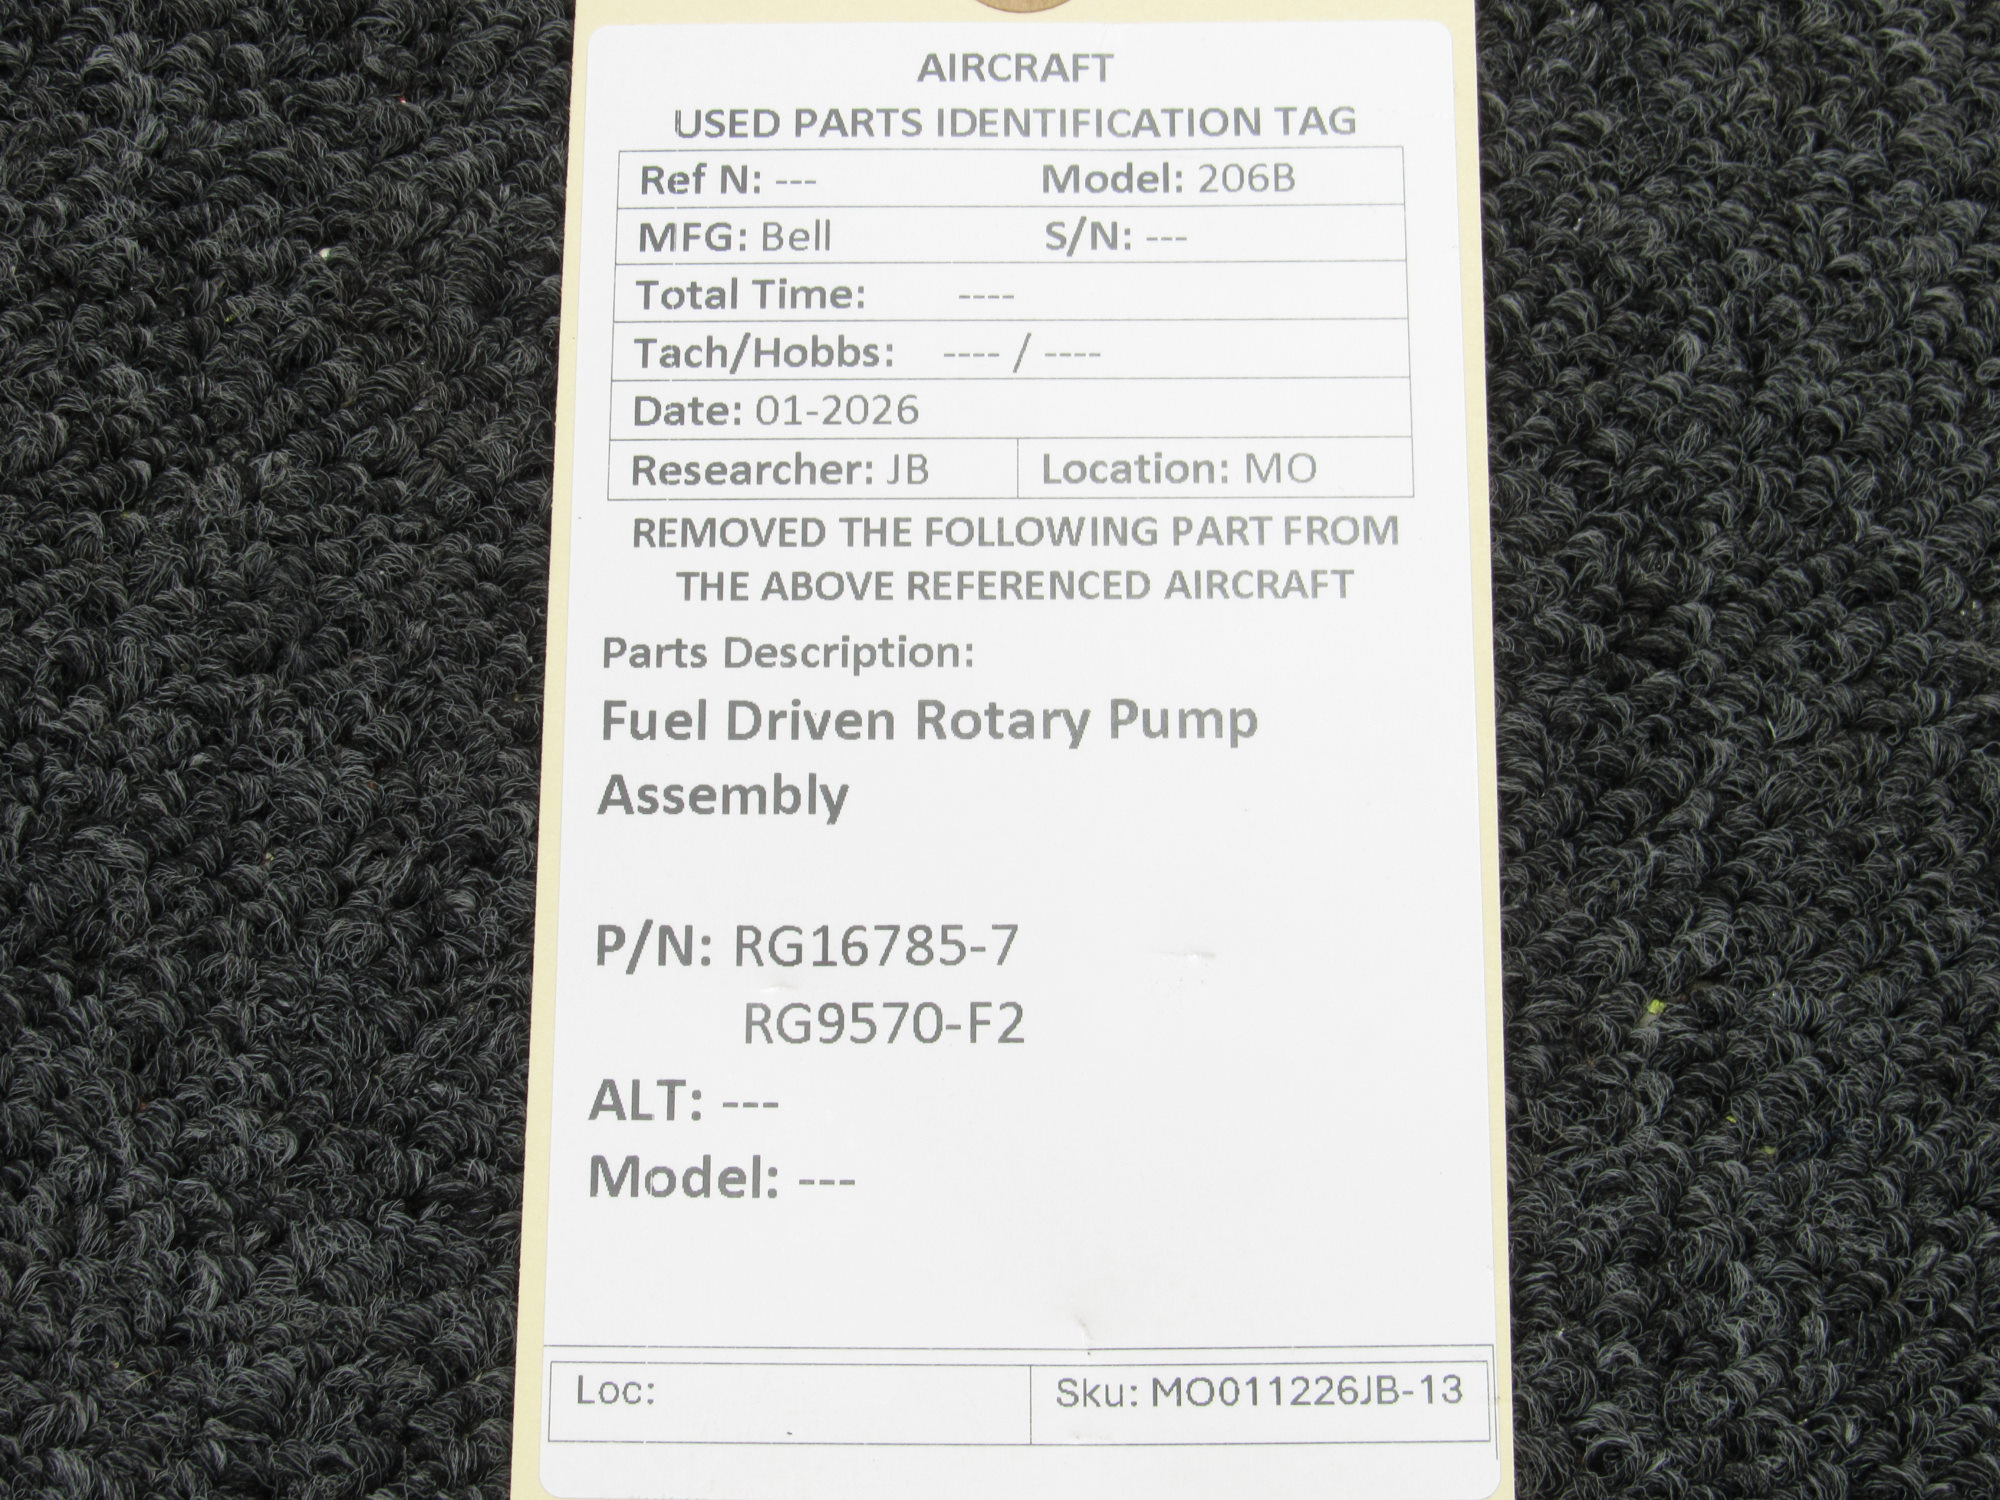 AIRCRAFT
USED PARTS IDENTIFICATION TAG
Ref N: --- Model: 206B
MFG: Bell S/N: ---
Total Time: ----
Tach/Hobbs: ---- / ----
Date: 01-2026
Researcher: JB Location: MO
REMOVED THE FOLLOWING PART FROM
THE ABOVE REFERENCED AIRCRAFT
Parts Description:
Fuel Driven Rotary Pump
Assembly
P/N: RG16785-7
RG9570-F2
ALT: ---
Model: ---
Loc: Sku: MO011226JB-13